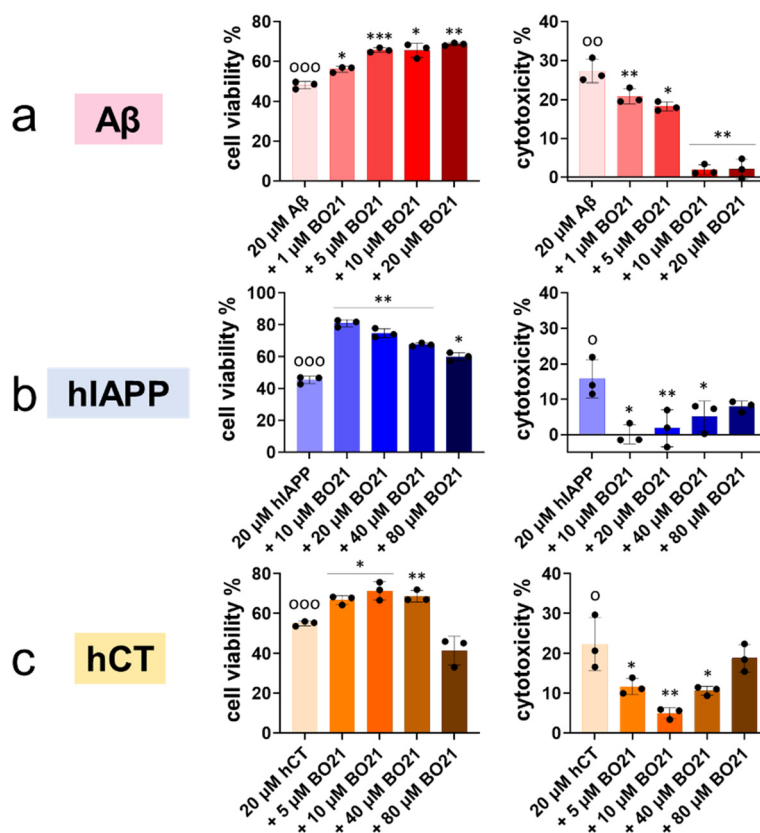 a
Aβ
cell viability %
80
60
40
20
0
ooo
*
***
*
**
20 μM Aβ
+ 1 μM BO21
+ 5 μM BO21
+ 10 μM BO21
+ 20 μM BO21
cytotoxicity %
40
30
20
10
0
oo
**
*
**
20 μM Aβ
+ 1 μM BO21
+ 5 μM BO21
+ 10 μM BO21
+ 20 μM BO21
b
hIAPP
cell viability %
100
80
60
40
20
0
ooo
**
*
20 μM hIAPP
+ 10 μM BO21
+ 20 μM BO21
+ 40 μM BO21
+ 80 μM BO21
cytotoxicity %
40
30
20
10
0
o
*
**
*
20 μM hIAPP
+ 10 μM BO21
+ 20 μM BO21
+ 40 μM BO21
+ 80 μM BO21
c
hCT
cell viability %
80
60
40
20
0
ooo
*
**
20 μM hCT
+ 5 μM BO21
+ 10 μM BO21
+ 40 μM BO21
+ 80 μM BO21
cytotoxicity %
40
30
20
10
0
o
*
**
*
20 μM hCT
+ 5 μM BO21
+ 10 μM BO21
+ 40 μM BO21
+ 80 μM BO21